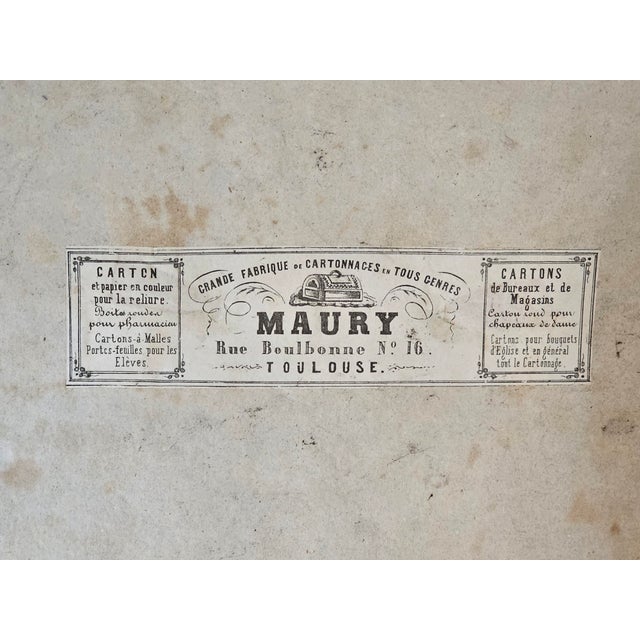 CARTON
et papier en couleur
pour la reliure.
Boites rondes
pour pharmacien
Cartons-à-Malles
Portes-feuilles pour les
Elèves.
GRANDE FABRIQUE DE CARTONNAGES EN TOUS GENRES
MAURY
Rue Boulbonne Nº 16.
TOULOUSE.
CARTONS
de Bureaux et de
Magasins
Carton rond pour
chapeaux de dame
Cartons pour bouquets
d'Eglise et en général
tout le Cartonnage.